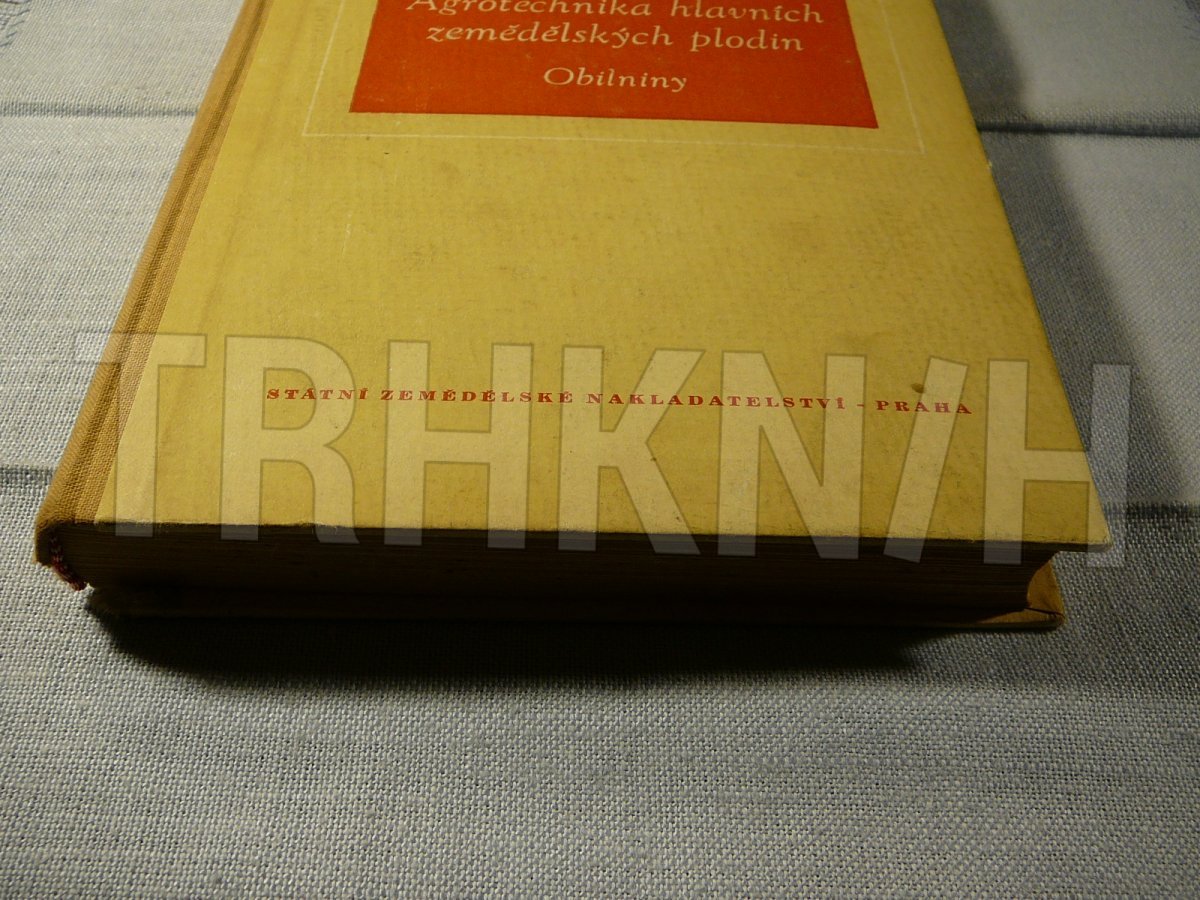 Agrotechnika hlavních
zemědělských plodin
Obilniny
STÁTNÍ ZEMĚDĚLSKÉ NAKLADATELSTVÍ - PRAHA
TRHKNIH